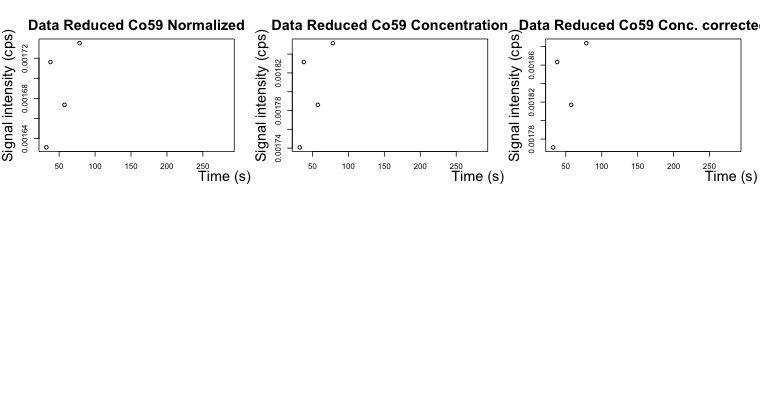 Data Reduced Co59 Normalized
Signal intensity (cps)
0.00164 0.00168 0.00172
50 100 150 200 250
Time (s)
Data Reduced Co59 Concentration
Signal intensity (cps)
0.00174 0.00178 0.00182
50 100 150 200 250
Time (s)
Data Reduced Co59 Conc. corrected
Signal intensity (cps)
0.00178 0.00182 0.00186
50 100 150 200 250
Time (s)